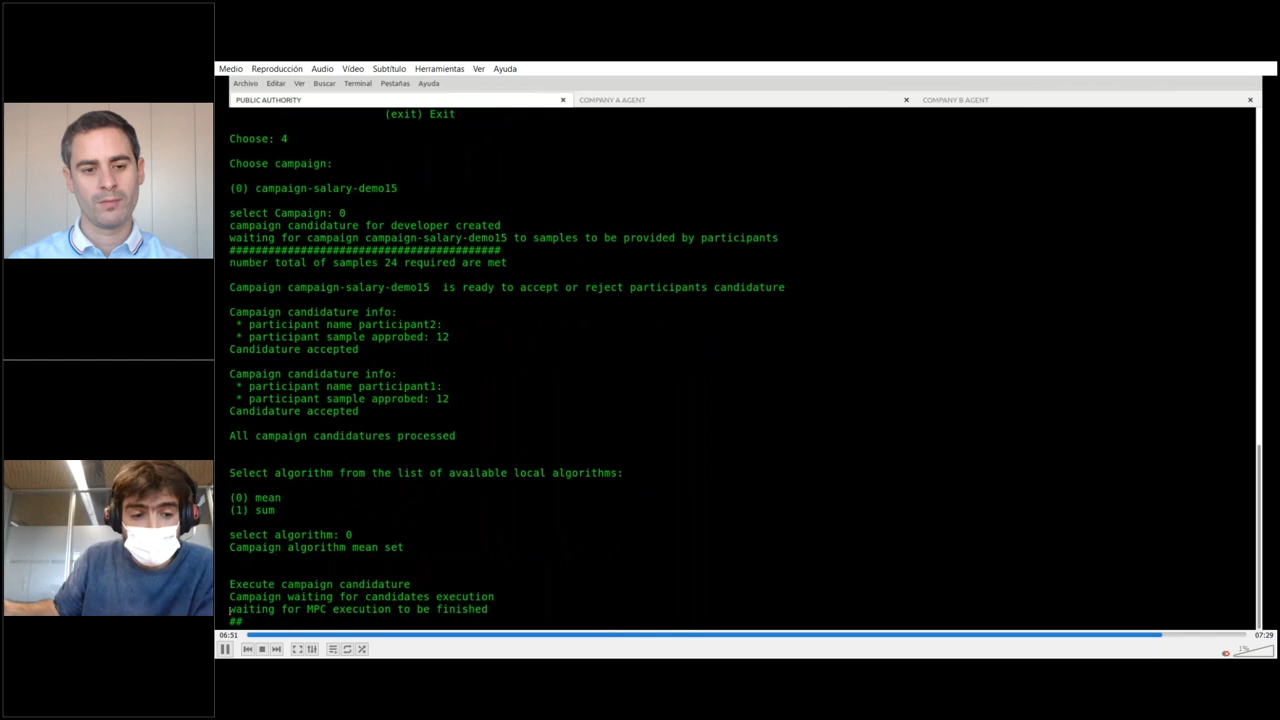 Medio Reproducción Audio Vídeo Subtítulo Herramientas Ver Ayuda
Archivo Editar Ver Buscar Terminal Pestañas Ayuda
PUBLIC AUTHORITY COMPANY A AGENT COMPANY B AGENT
(exit) Exit
Choose: 4
Choose campaign:
(0) campaign-salary-demo15
select Campaign: 0
campaign candidature for developer created
waiting for campaign campaign-salary-demo15 to samples to be provided by participants
##########################################
number total of samples 24 required are met
Campaign campaign-salary-demo15  is ready to accept or reject participants candidature
Campaign candidature info:
* participant name participant2:
* participant sample approbed: 12
Candidature accepted
Campaign candidature info:
* participant name participant1:
* participant sample approbed: 12
Candidature accepted
All campaign candidatures processed
Select algorithm from the list of available local algorithms:
(0) mean
(1) sum
select algorithm: 0
Campaign algorithm mean set
Execute campaign candidature
Campaign waiting for candidates execution
waiting for MPC execution to be finished
##
06:51 07:29
1%